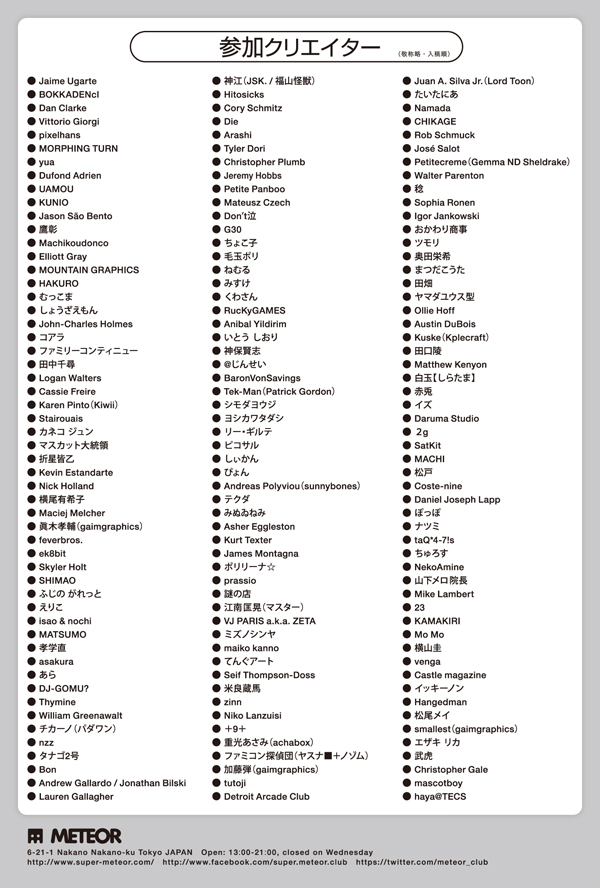 参加クリエイター
（敬称略・入稿順）
● Jaime Ugarte
● BOKKADENcl
● Dan Clarke
● Vittorio Giorgi
● pixelhans
● MORPHING TURN
● yua
● Dufond Adrien
● UAMOU
● KUNIO
● Jason São Bento
● 鷹彰
● Machikoudonco
● Elliott Gray
● MOUNTAIN GRAPHICS
● HAKURO
● むっこま
● しょうざえもん
● John-Charles Holmes
● コアラ
● ファミリーコンティニュー
● 田中千尋
● Logan Walters
● Cassie Freire
● Karen Pinto（Kiwii）
● Stairouais
● カネコ ジュン
● マスカット大統領
● 折星皆乙
● Kevin Estandarte
● Nick Holland
● 横尾有希子
● Maciej Melcher
● 眞木孝輔（gaimgraphics）
● feverbros.
● ek8bit
● Skyler Holt
● SHIMAO
● ふじの がれっと
● えりこ
● isao & nochi
● MATSUMO
● 孝学直
● asakura
● あら
● DJ-GOMU?
● Thymine
● William Greenawalt
● チカーノ（パダワン）
● nzz
● タナゴ2号
● Bon
● Andrew Gallardo / Jonathan Bilski
● Lauren Gallagher
● 神江（JSK. / 福山怪獣）
● Hitosicks
● Cory Schmitz
● Die
● Arashi
● Tyler Dori
● Christopher Plumb
● Jeremy Hobbs
● Petite Panboo
● Mateusz Czech
● Don't泣
● G30
● ちょこ子
● 毛玉ポリ
● ねむる
● みすけ
● くわさん
● RucKyGAMES
● Anibal Yildirim
● いとう しおり
● 神保賢志
● @じんせい
● BaronVonSavings
● Tek-Man（Patrick Gordon）
● シモダヨウジ
● ヨシカワタダシ
● リー・ギルテ
● ピコサル
● しぃかん
● ぴょん
● Andreas Polyviou（sunnybones）
● テクダ
● みぬゐねみ
● Asher Eggleston
● Kurt Texter
● James Montagna
● ポリリーナ☆
● prassio
● 謎の店
● 江南匡晃（マスター）
● VJ PARIS a.k.a. ZETA
● ミズノシンヤ
● maiko kanno
● てんぐアート
● Seif Thompson-Doss
● 米良蔵馬
● zinn
● Niko Lanzuisi
● ＋9＋
● 重光あさみ（achabox）
● ファミコン探偵団（ヤスナ■＋ノゾム）
● 加藤弾（gaimgraphics）
● tutoji
● Detroit Arcade Club
● Juan A. Silva Jr.（Lord Toon）
● たいたにあ
● Namada
● CHIKAGE
● Rob Schmuck
● José Salot
● Petitecreme（Gemma ND Sheldrake）
● Walter Parenton
● 稔
● Sophia Ronen
● Igor Jankowski
● おかわり商事
● ツモリ
● 奥田栄希
● まつだこうた
● 田畑
● ヤマダユウス型
● Ollie Hoff
● Austin DuBois
● Kuske（Kplecraft）
● 田口陵
● Matthew Kenyon
● 白玉【しらたま】
● 赤兎
● イズ
● Daruma Studio
● 2g
● SatKit
● MACHI
● 松戸
● Coste-nine
● Daniel Joseph Lapp
● ぽっぽ
● ナツミ
● taQ*4-7!s
● ちゅろす
● NekoAmine
● 山下メロ院長
● Mike Lambert
● 23
● KAMAKIRI
● Mo Mo
● 横山圭
● venga
● Castle magazine
● イッキーノン
● Hangedman
● 松尾メイ
● smallest（gaimgraphics）
● エザキ リカ
● 武虎
● Christopher Gale
● mascotboy
● haya@TECS
METEOR
6-21-1 Nakano Nakano-ku Tokyo JAPAN Open: 13:00-21:00, closed on Wednesday
http://www.super-meteor.com/ http://www.facebook.com/super.meteor.club https://twitter.com/meteor_club